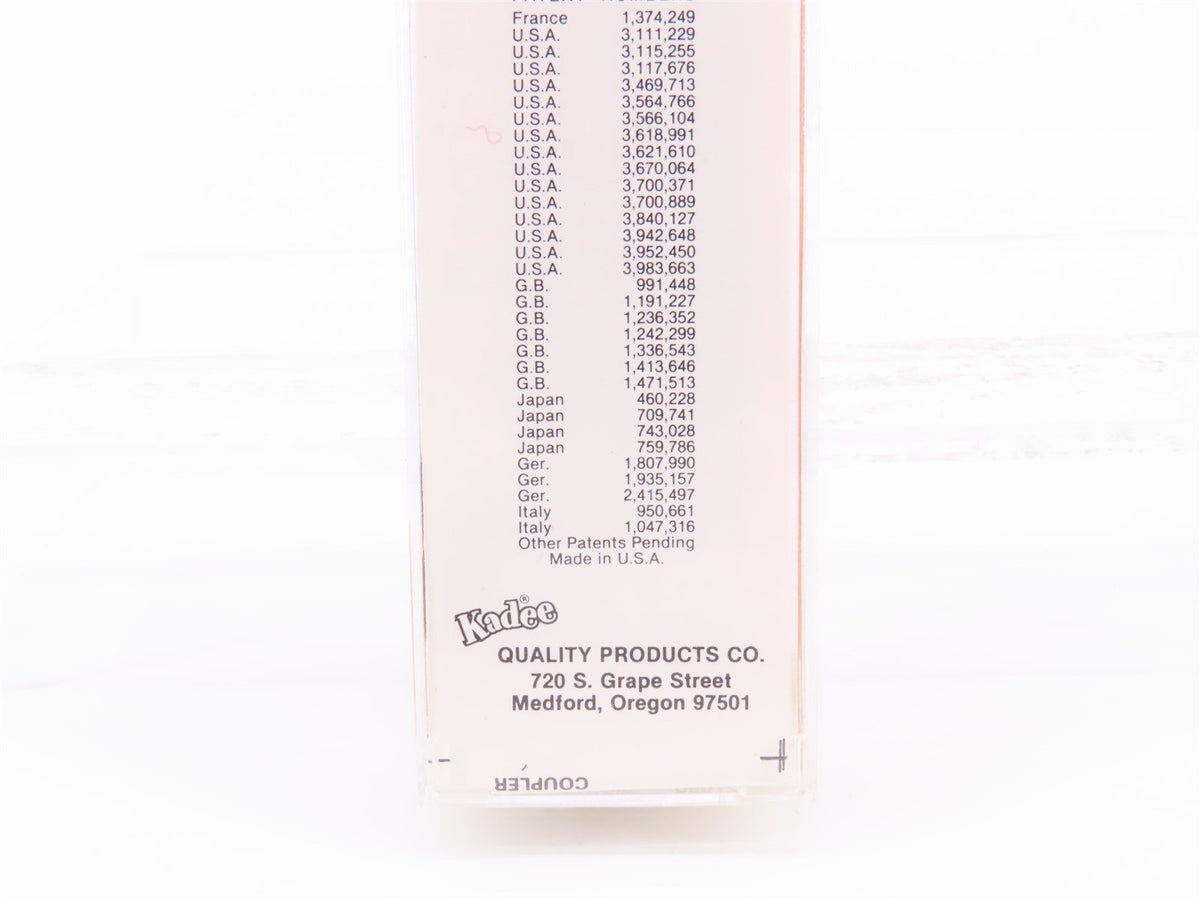 PATENT NUMBERS
France 1,374,249
U.S.A. 3,111,229
U.S.A. 3,115,255
U.S.A. 3,117,676
U.S.A. 3,469,713
U.S.A. 3,564,766
U.S.A. 3,566,104
U.S.A. 3,618,991
U.S.A. 3,621,610
U.S.A. 3,670,064
U.S.A. 3,700,371
U.S.A. 3,700,889
U.S.A. 3,840,127
U.S.A. 3,942,648
U.S.A. 3,952,450
U.S.A. 3,983,663
G.B. 991,448
G.B. 1,191,227
G.B. 1,236,352
G.B. 1,242,299
G.B. 1,336,543
G.B. 1,413,646
G.B. 1,471,513
Japan 460,228
Japan 709,741
Japan 743,028
Japan 759,786
Ger. 1,807,990
Ger. 1,935,157
Ger. 2,415,497
Italy 950,661
Italy 1,047,316
Other Patents Pending
Made in U.S.A.
Kadee®
QUALITY PRODUCTS CO.
720 S. Grape Street
Medford, Oregon 97501
COUPLER